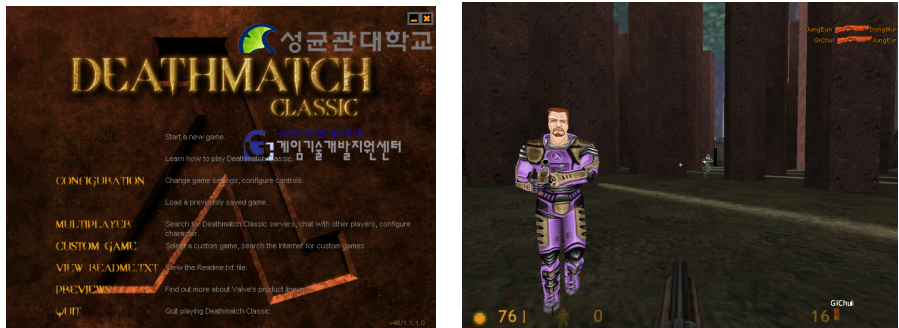 성균관대학교
DEATHMATCH
CLASSIC
게임기술개발지원센터
Start a new game.
Learn how to play Deathmatch Classic.
CONFIGURATION Change game settings, configure controls.
Load a previously saved game.
MULTIPLAYER Search for Deathmatch Classic servers, chat with other players, configure
character.
CUSTOM GAME Select a custom game, search the Internet for custom games
VIEW README.TXT View the Readme.txt file.
PREVIEWS Find out more about Valve's product lineup.
QUIT Quit playing Deathmatch Classic.
v46/1.1.1.0
JungEun DongMun
GiChul JungEun
GiChul
76 0 16